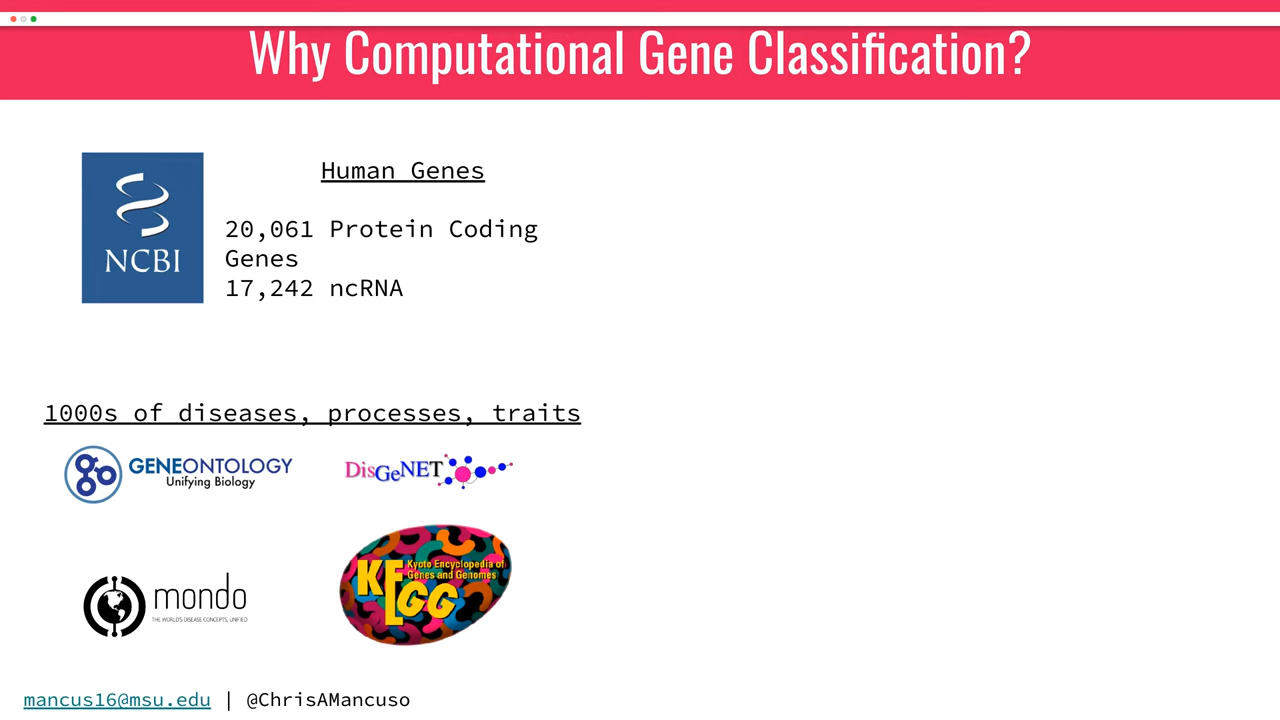 Why Computational Gene Classification?
NCBI
Human Genes
20,061 Protein Coding
Genes
17,242 ncRNA
1000s of diseases, processes, traits
GENEONTOLOGY
Unifying Biology
DisGeNET
mondo
THE WORLD'S DISEASE CONCEPTS, UNIFIED
KEGG
Kyoto Encyclopedia of
Genes and Genomes
mancus16@msu.edu | @ChrisAMancuso